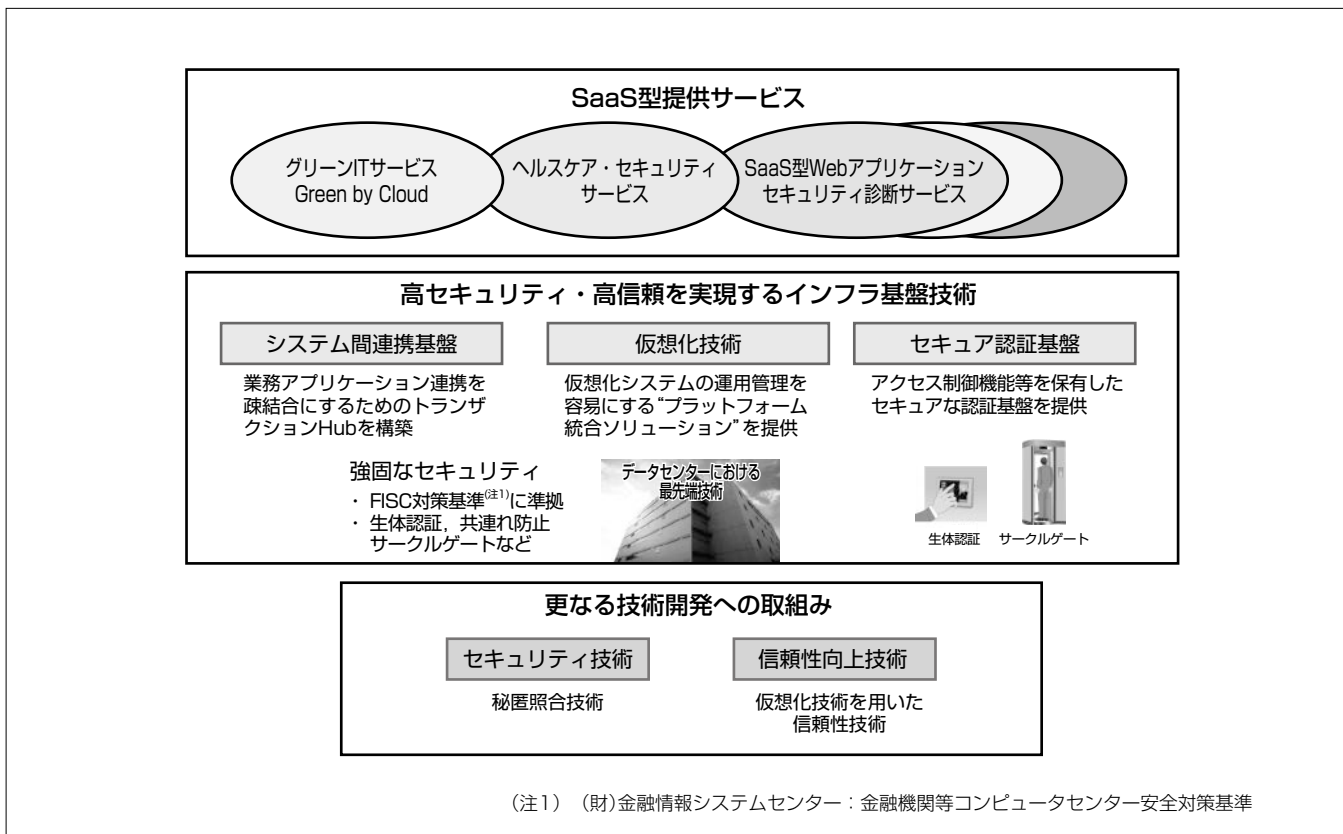 SaaS型提供サービス
グリーンITサービス
Green by Cloud
ヘルスケア・セキュリティ
サービス
SaaS型Webアプリケーション
セキュリティ診断サービス
高セキュリティ・高信頼を実現するインフラ基盤技術
システム間連携基盤
業務アプリケーション連携を
疎結合にするためのトランザ
クションHubを構築
仮想化技術
仮想化システムの運用管理を
容易にする“プラットフォーム
統合ソリューション”を提供
セキュア認証基盤
アクセス制御機能等を保有した
セキュアな認証基盤を提供
強固なセキュリティ
・ FISC対策基準(注1)に準拠
・ 生体認証，共連れ防止
サークルゲートなど
データセンターにおける
最先端技術
生体認証
サークルゲート
更なる技術開発への取組み
セキュリティ技術
秘匿照合技術
信頼性向上技術
仮想化技術を用いた
信頼性技術
(注1) (財)金融情報システムセンター：金融機関等コンピュータセンター安全対策基準